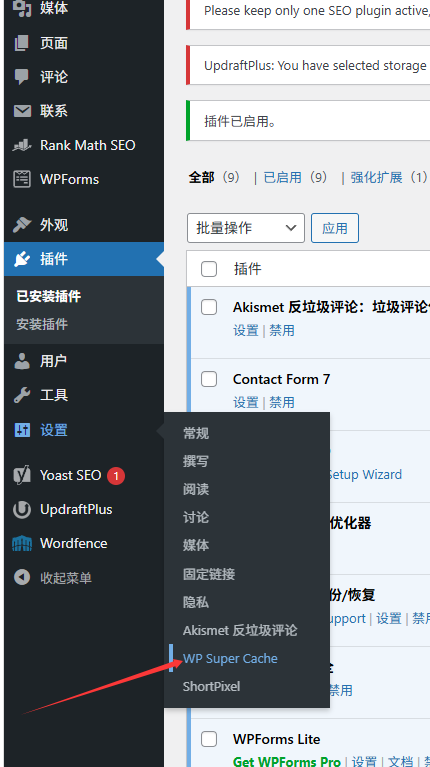 媒体
页面
评论
联系
Rank Math SEO
WPForms
外观
插件
已安装插件
安装插件
用户
工具
设置
Yoast SEO 1
UpdraftPlus
Wordfence
收起菜单
Please keep only one SEO plugin active,
UpdraftPlus: You have selected storage
插件已启用。
全部 (9) | 已启用 (9) | 强化扩展 (1)
批量操作
应用
插件
Akismet 反垃圾评论：垃圾评论
设置 | 禁用
Contact Form 7
设置 | 禁用
常规
撰写
阅读
讨论
媒体
固定链接
隐私
Akismet 反垃圾评论
WP Super Cache
ShortPixel
Setup Wizard
优化器
份/恢复
upport | 设置 | 禁
禁用
WPForms Lite
Get WPForms Pro | 设置 | 文档 | 禁